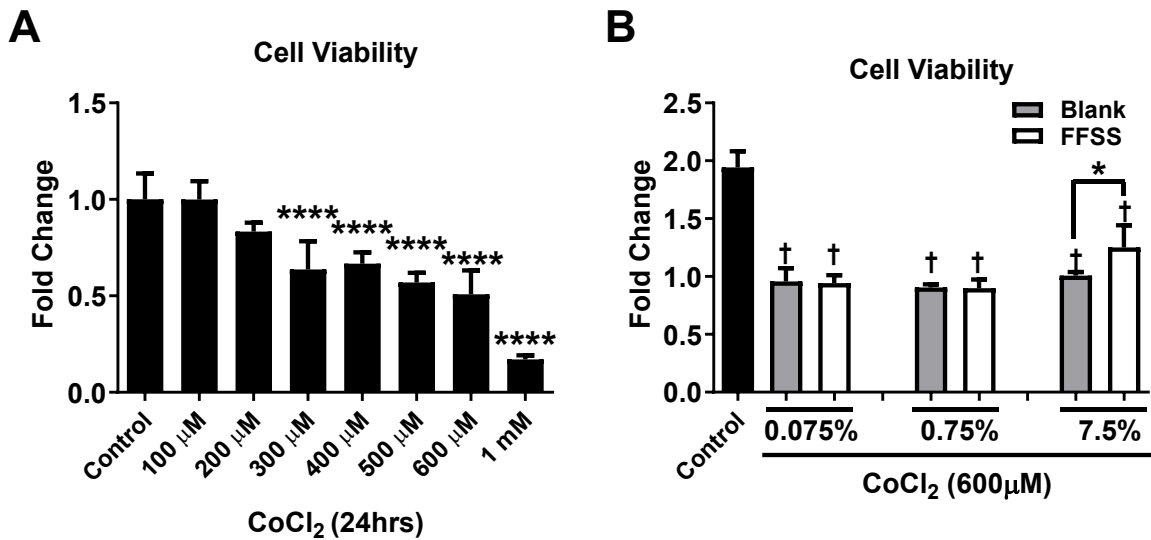 A
Cell Viability
Fold Change
1.5
1.0
0.5
0.0
****
****
****
****
****
Control
100 μM
200 μM
300 μM
400 μM
500 μM
600 μM
1 mM
CoCl₂ (24hrs)
B
Cell Viability
Blank
FFSS
Fold Change
2.5
2.0
1.5
1.0
0.5
0.0
*
†
†
†
†
†
†
Control
0.075%
0.75%
7.5%
CoCl₂ (600μM)